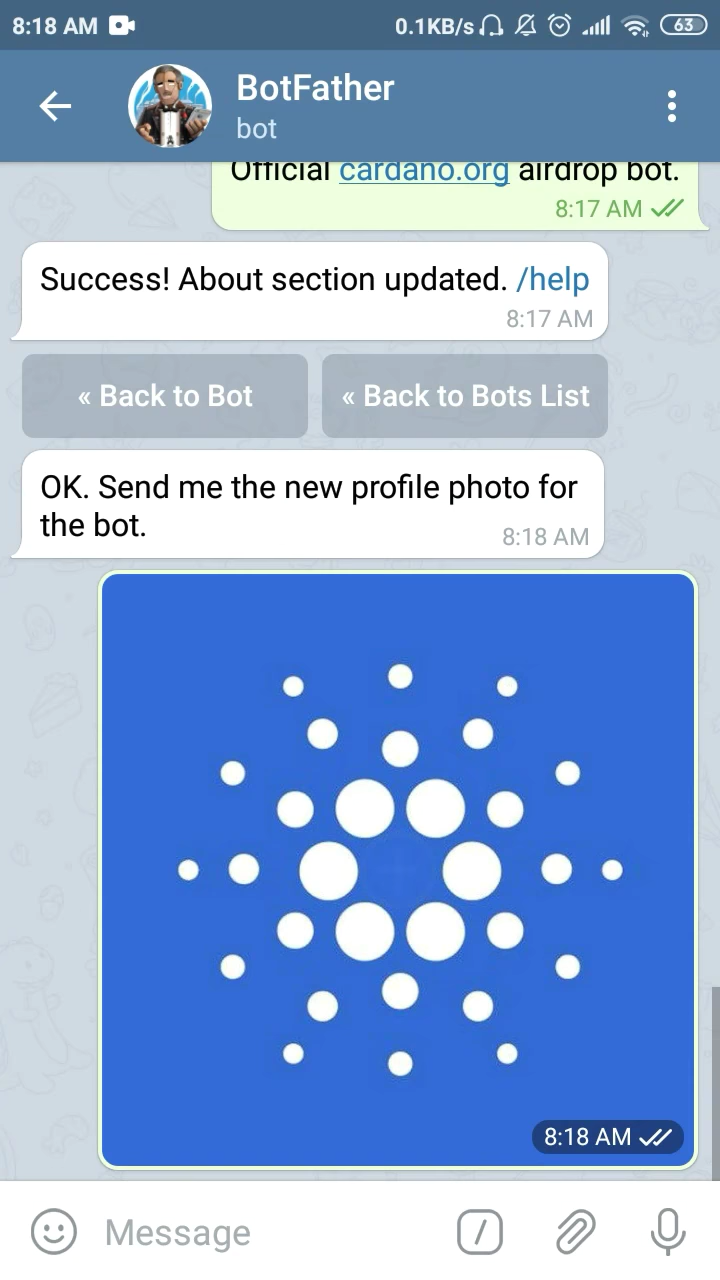 8:18 AM 0.1KB/s 63
BotFather
bot
Official cardano.org airdrop bot.
8:17 AM
Success! About section updated. /help
8:17 AM
« Back to Bot « Back to Bots List
OK. Send me the new profile photo for
the bot.
8:18 AM
8:18 AM
Message